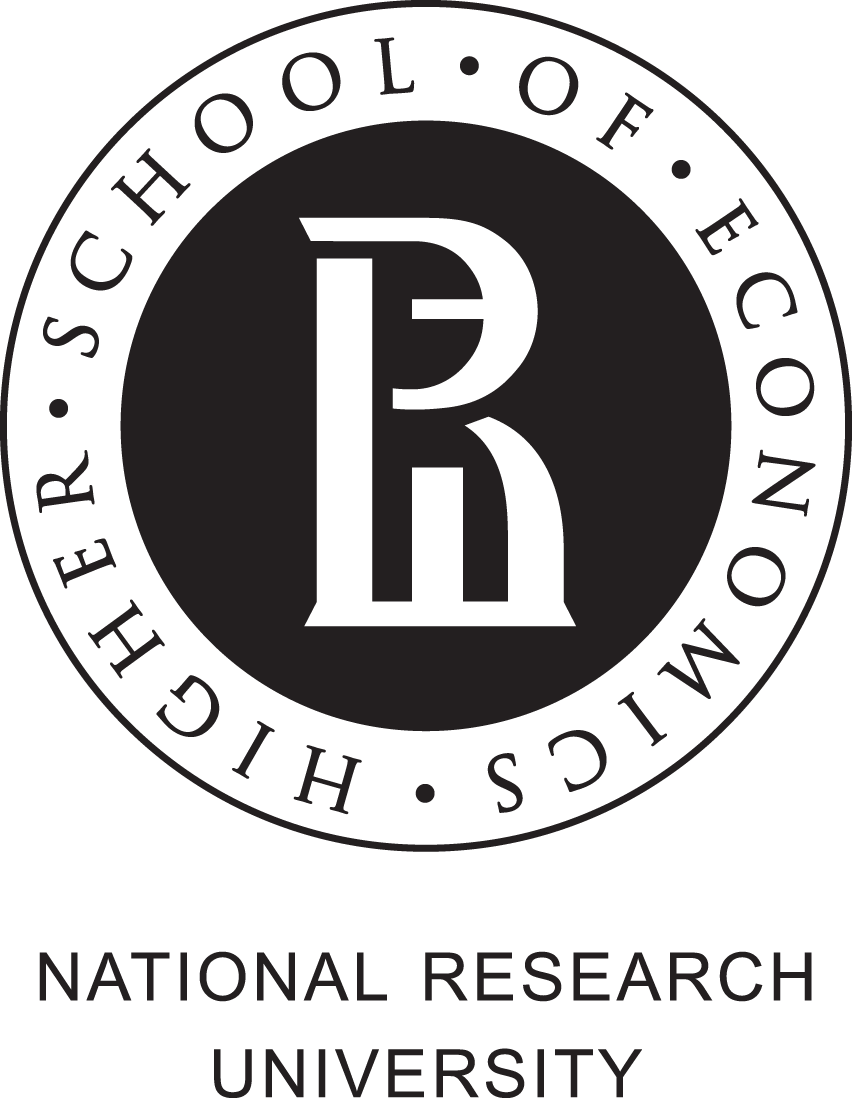 HIGHER • SCHOOL • OF • ECONOMICS •
NATIONAL RESEARCH
UNIVERSITY